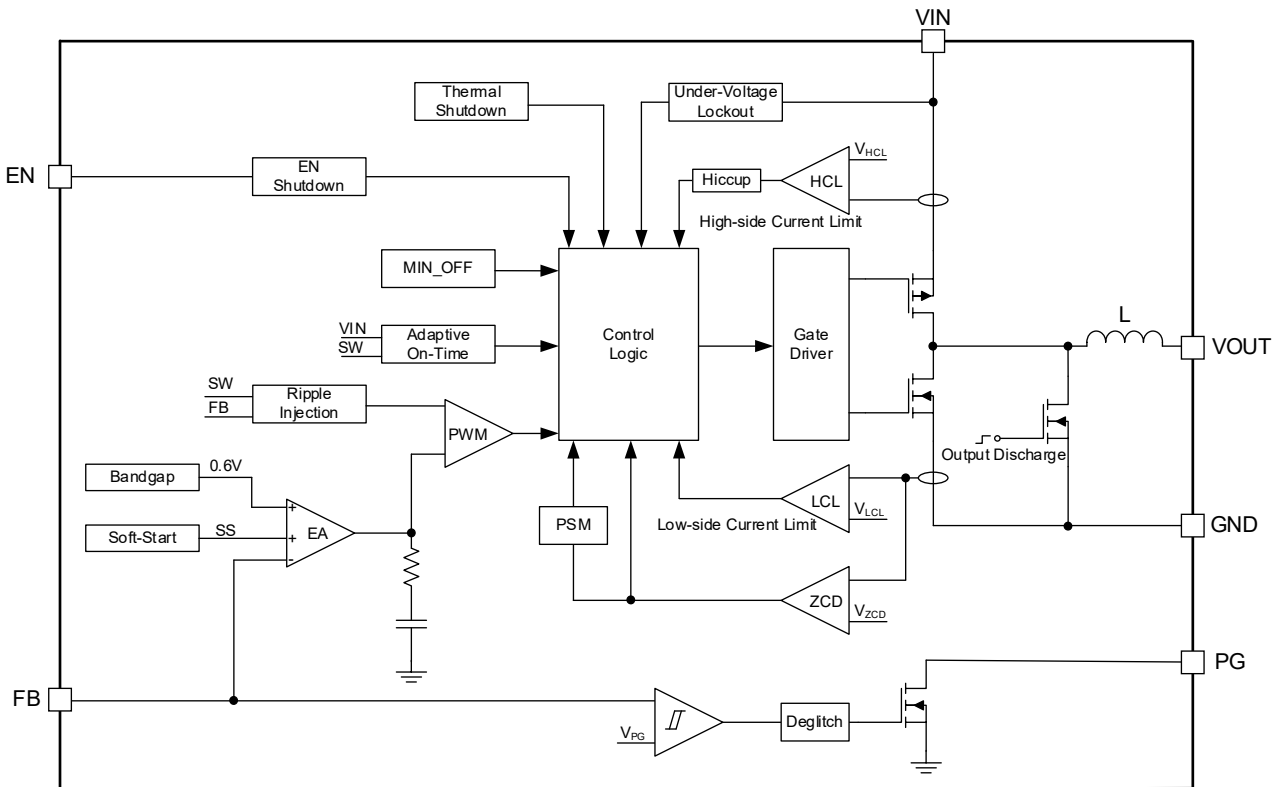 VIN
Thermal
Shutdown
Under-Voltage
Lockout
EN
EN
Shutdown
VHCL
Hiccup
HCL
High-side Current Limit
MIN_OFF
VIN
SW
Adaptive
On-Time
Control
Logic
Gate
Driver
L
VOUT
SW
FB
Ripple
Injection
PWM
Output Discharge
Bandgap
0.6V
Soft-Start
SS
+
+
-
EA
PSM
LCL
VLCL
Low-side Current Limit
GND
ZCD
VZCD
PG
FB
VPG
Deglitch